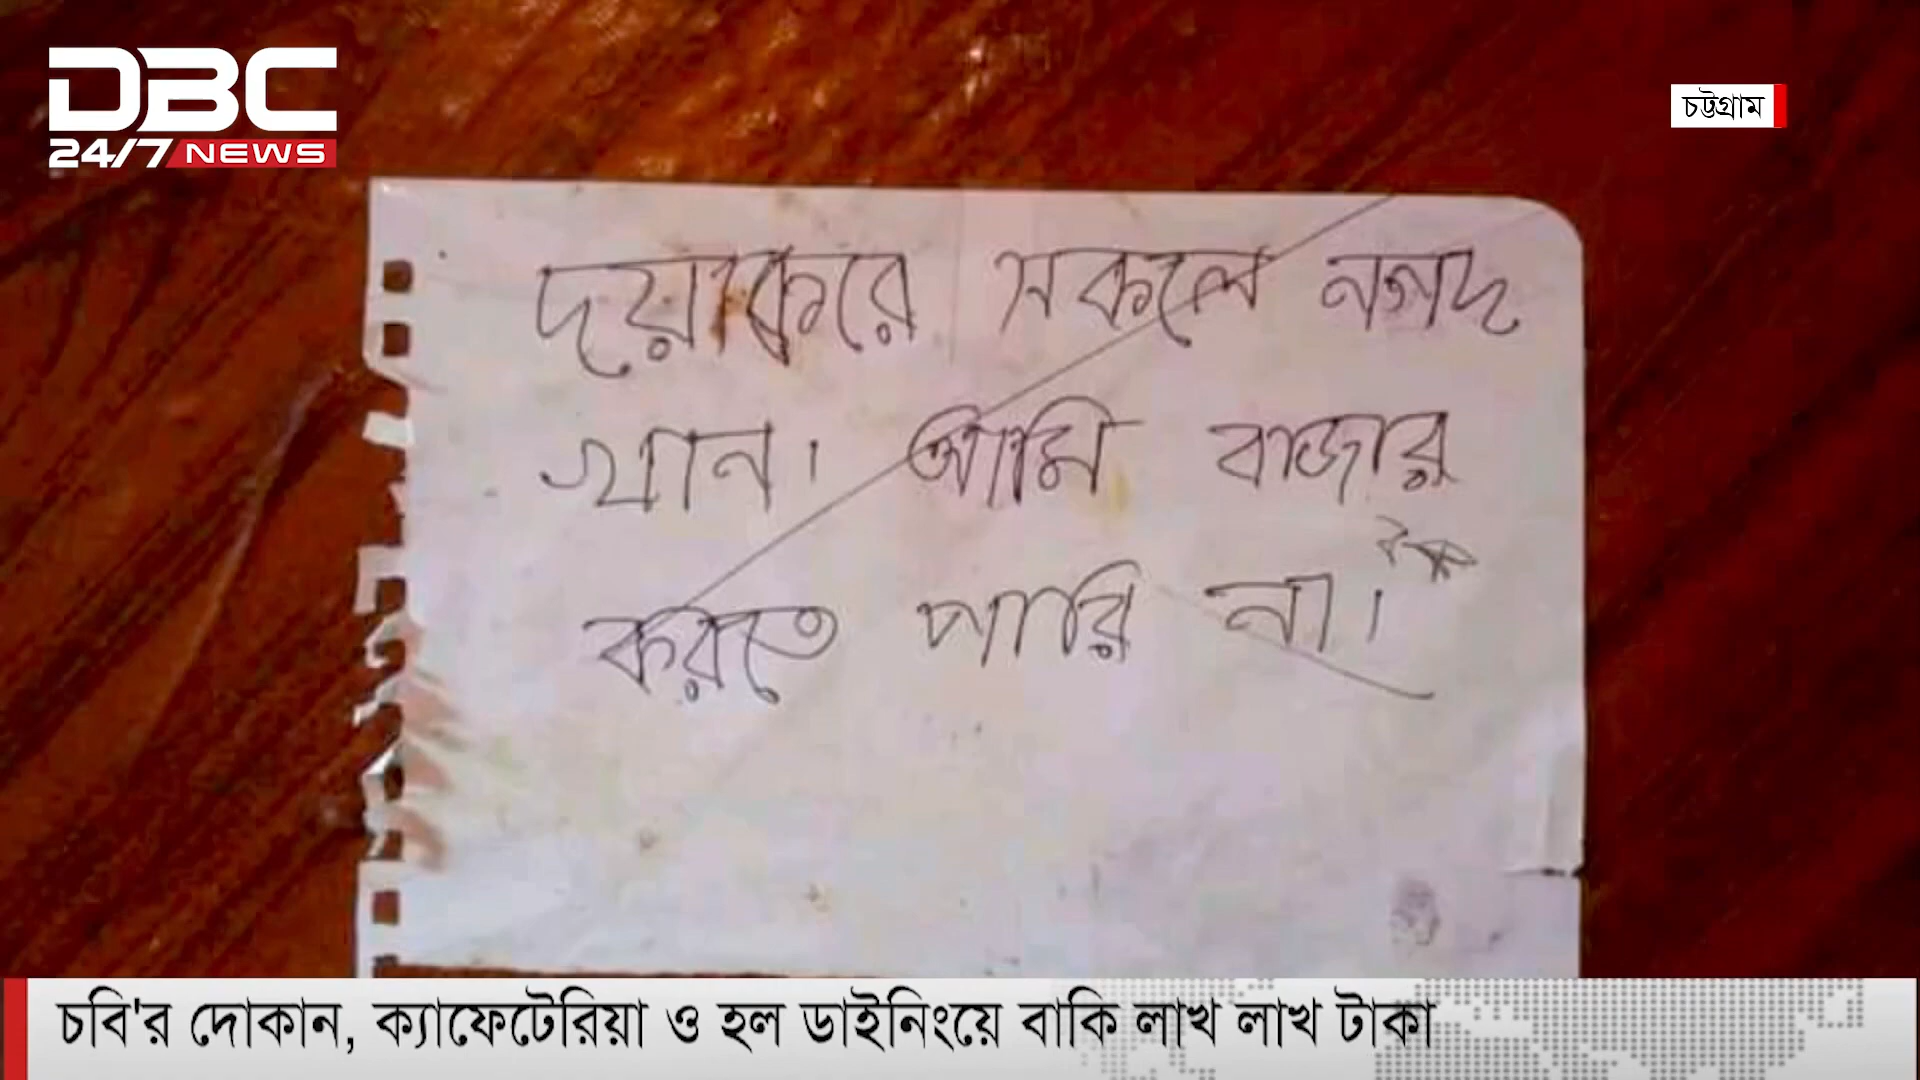 DBC
24/7 NEWS
চট্টগ্রাম
দয়াকরে সকলে নগদ
খান। আমি বাজার
করতে পারি না।
চবি'র দোকান, ক্যাফেটেরিয়া ও হল ডাইনিংয়ে বাকি লাখ লাখ টাকা